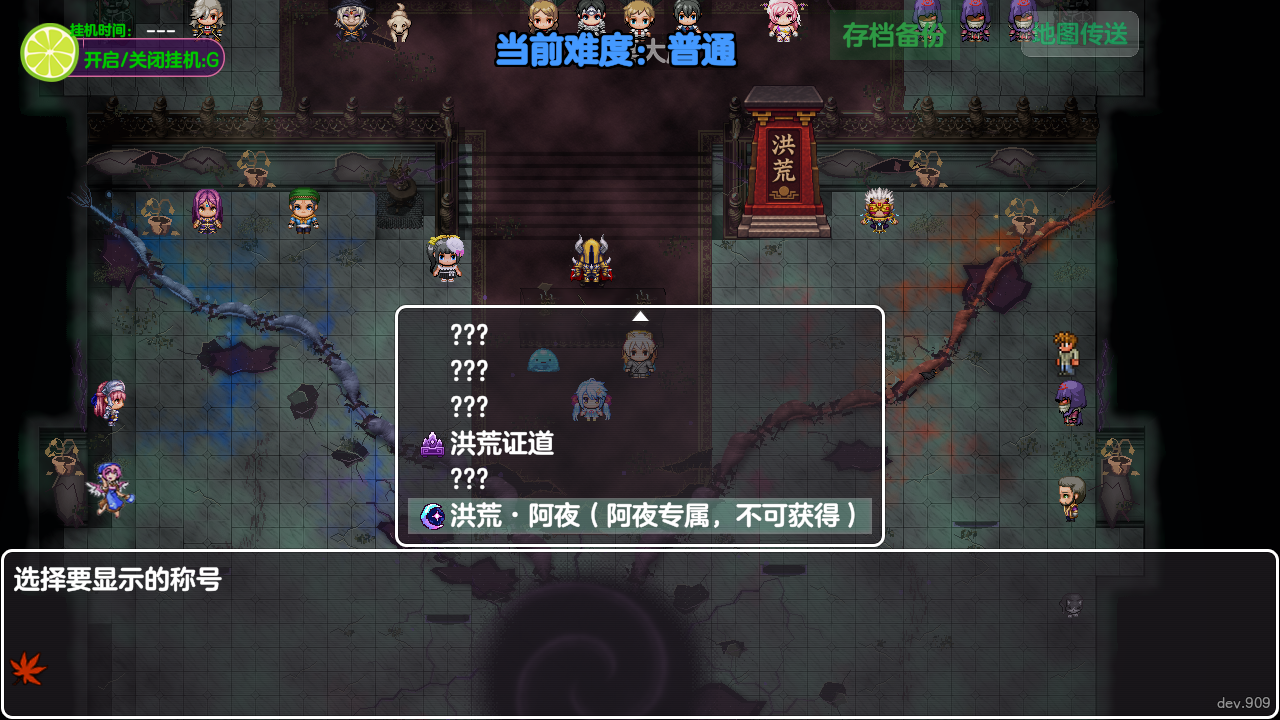 挂机时间： ---
开启/关闭挂机:G
当前难度：普通
大
存档备份
地图传送
洪荒
???
???
???
洪荒证道
???
洪荒·阿夜（阿夜专属，不可获得）
选择要显示的称号
dev.909